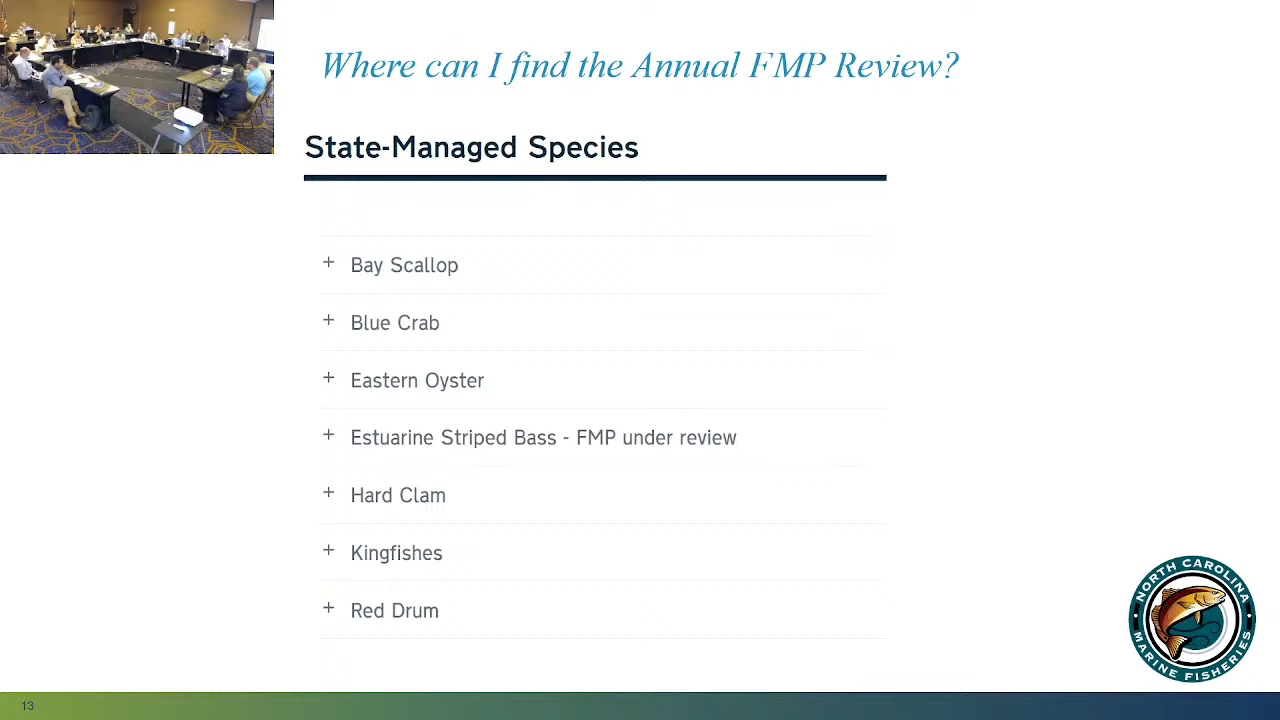 Where can I find the Annual FMP Review?
State-Managed Species
+ Bay Scallop
+ Blue Crab
+ Eastern Oyster
+ Estuarine Striped Bass - FMP under review
+ Hard Clam
+ Kingfishes
+ Red Drum
NORTH CAROLINA
MARINE FISHERIES
13